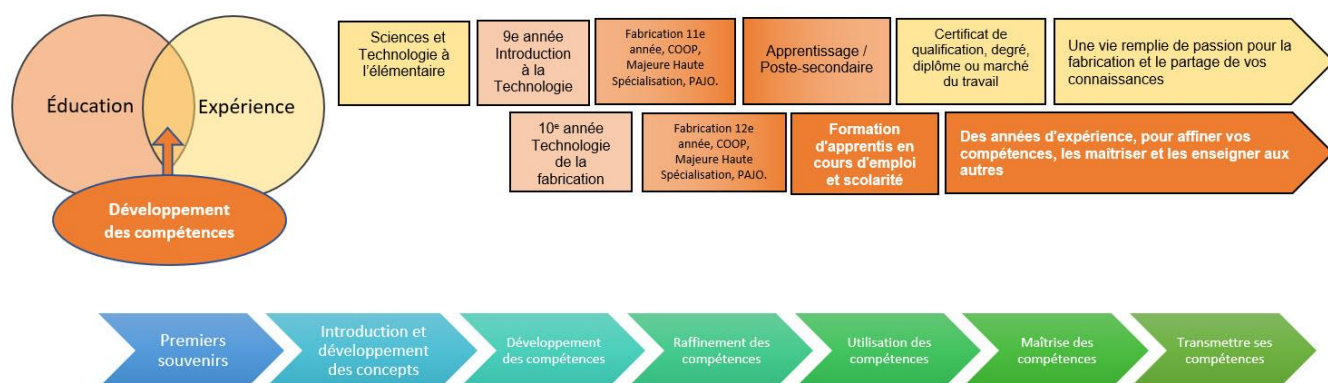 Éducation
Expérience
Développement
des compétences
Sciences et
Technologie à
l'élémentaire
9e année
Introduction
à la
Technologie
Fabrication 11e
année, COOP,
Majeure Haute
Spécialisation, PAJO.
Apprentissage /
Poste-secondaire
Certificat de
qualification, degré,
diplôme ou marché
du travail
Une vie remplie de passion pour la
fabrication et le partage de vos
connaissances
10e année
Technologie
de la
fabrication
Fabrication 12e
année, COOP,
Majeure Haute
Spécialisation, PAJO.
Formation
d'apprentis en
cours d'emploi
et scolarité
Des années d'expérience, pour affiner vos
compétences, les maîtriser et les enseigner aux
autres
Premiers
souvenirs
Introduction et
développement
des concepts
Développement
des compétences
Raffinement des
compétences
Utilisation des
compétences
Maîtrise des
compétences
Transmettre ses
compétences